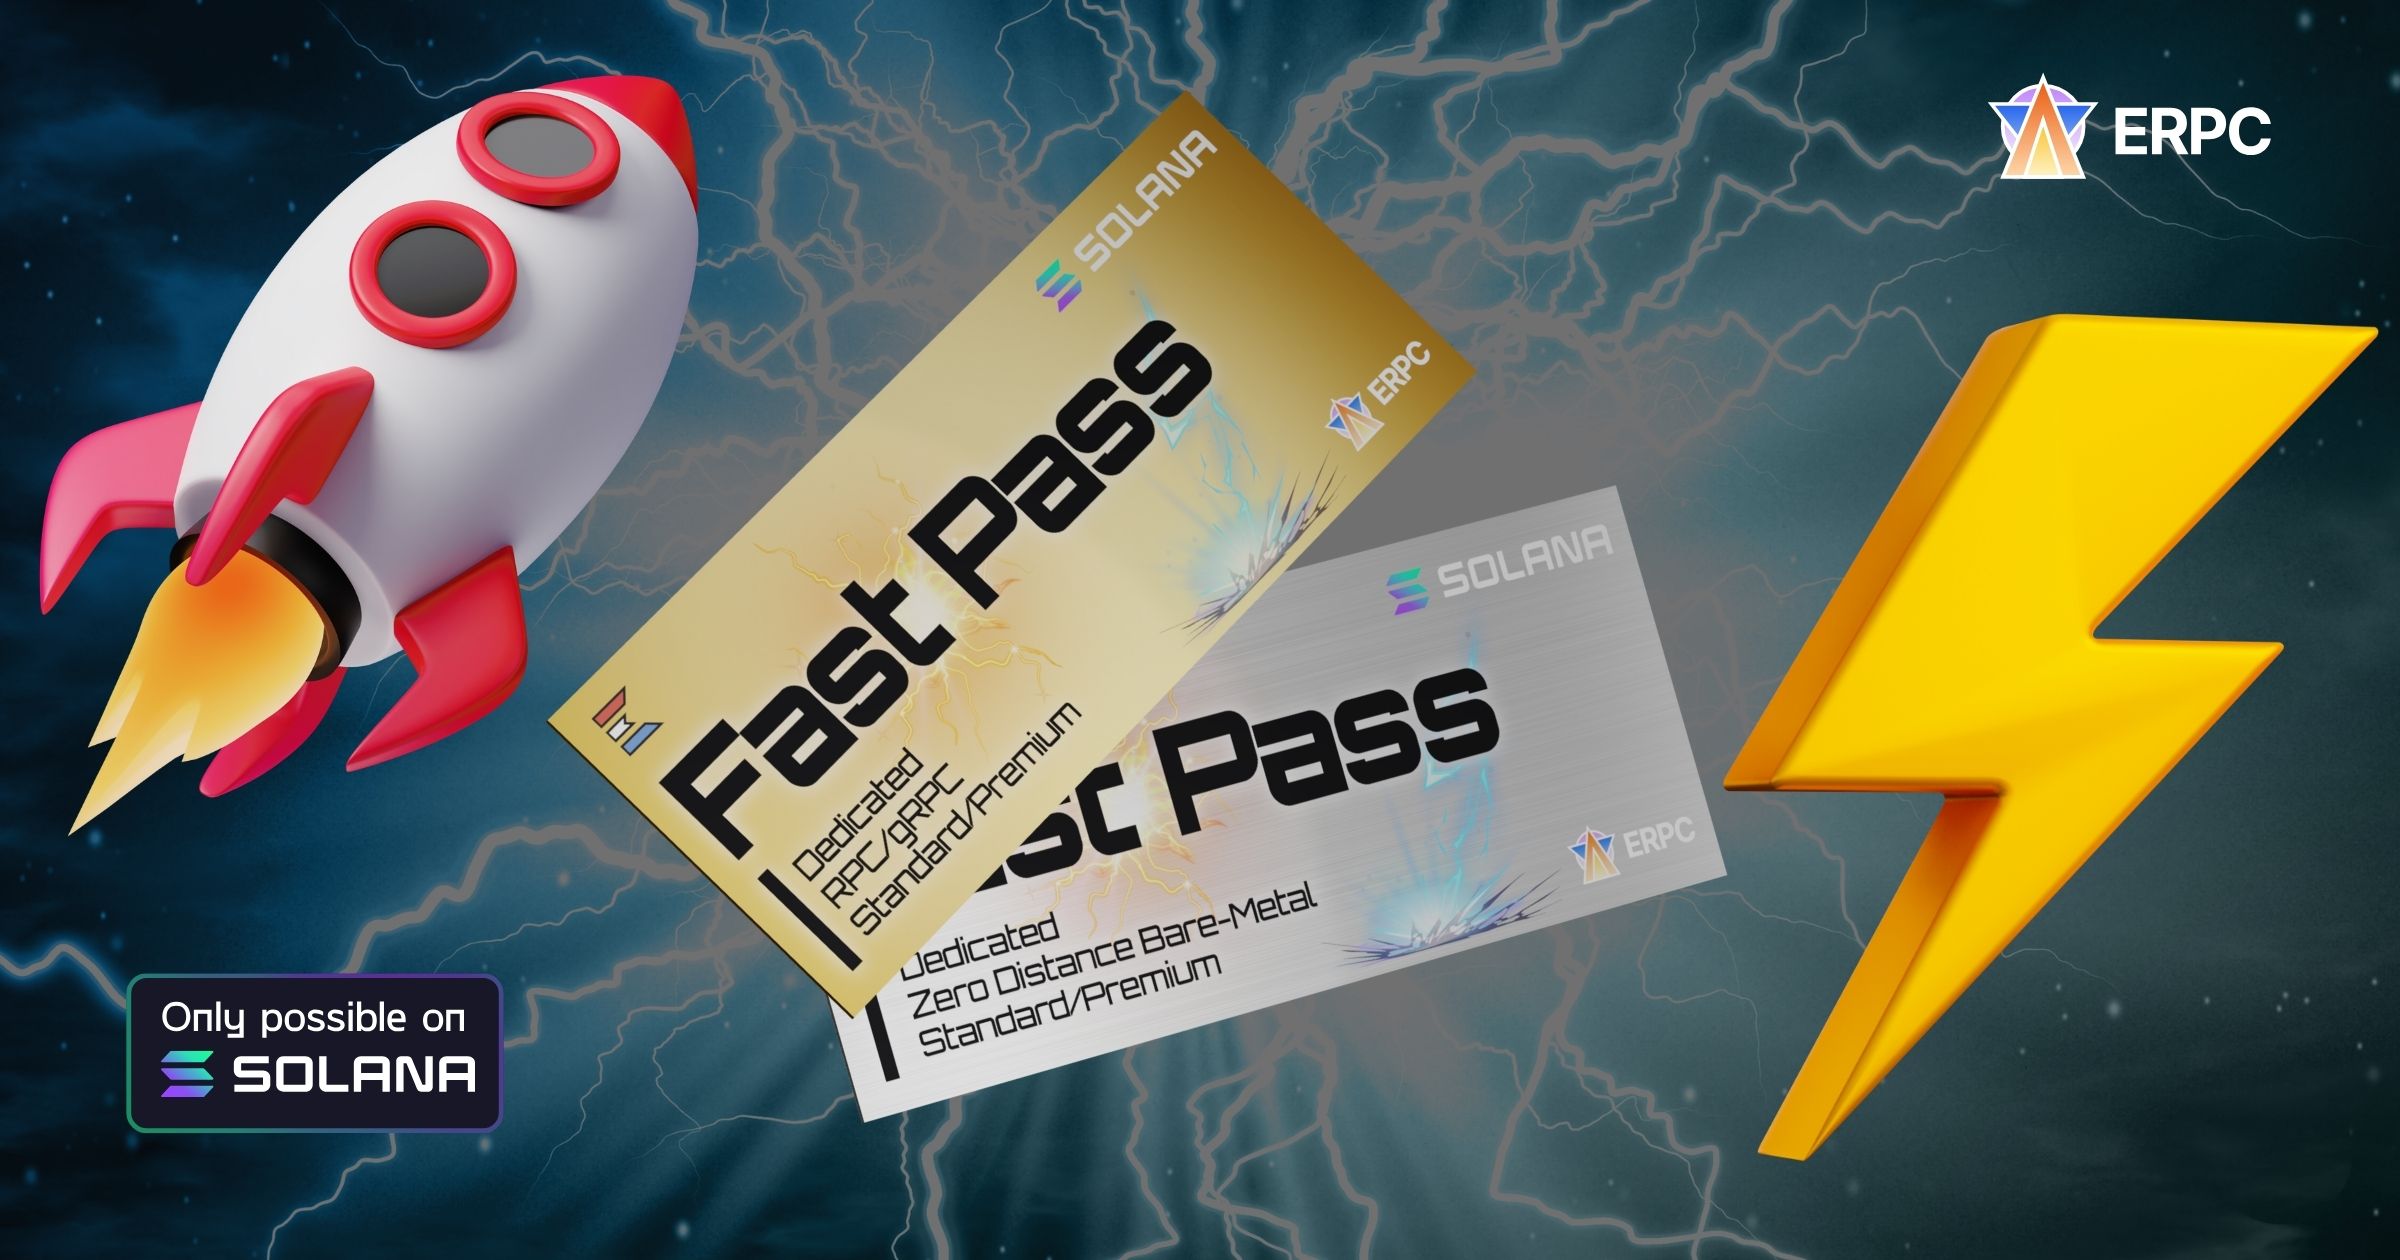 ERPC
SOLANA
Fast Pass
Dedicated
RPC/gRPC
Standard/Premium
ERPC
SOLANA
Pass
Dedicated
Zero Distance Bare-Metal
Standard/Premium
ERPC
Only possible on
SOLANA